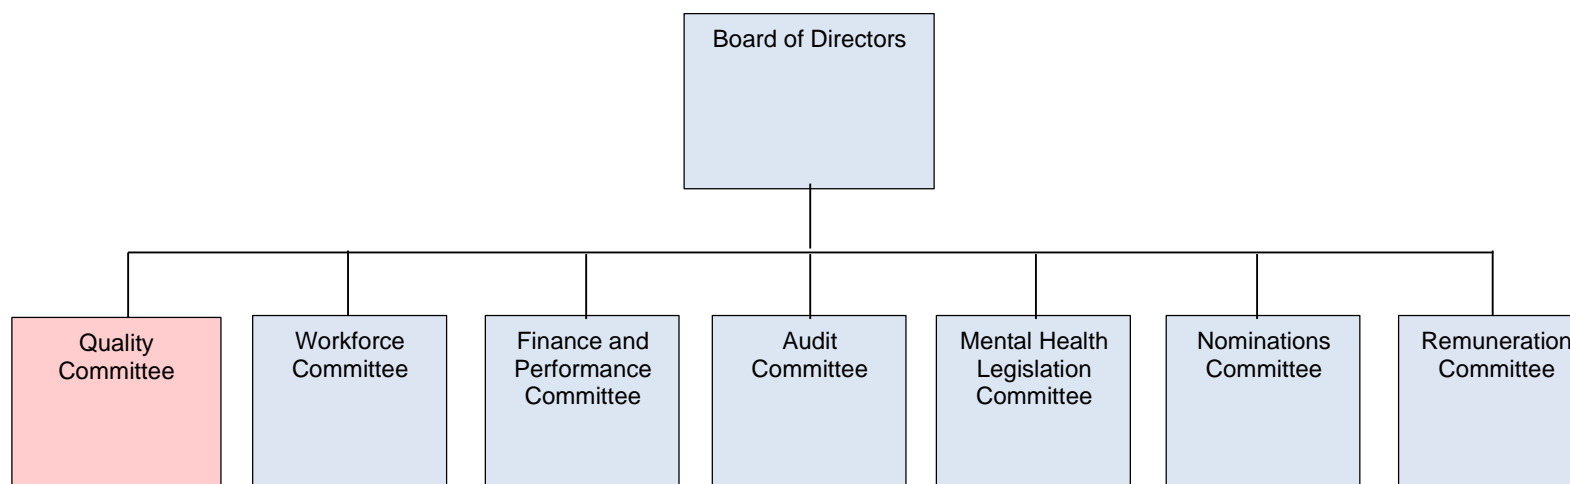 Board of Directors
Quality
Committee
Workforce
Committee
Finance and
Performance
Committee
Audit
Committee
Mental Health
Legislation
Committee
Nominations
Committee
Remuneration
Committee